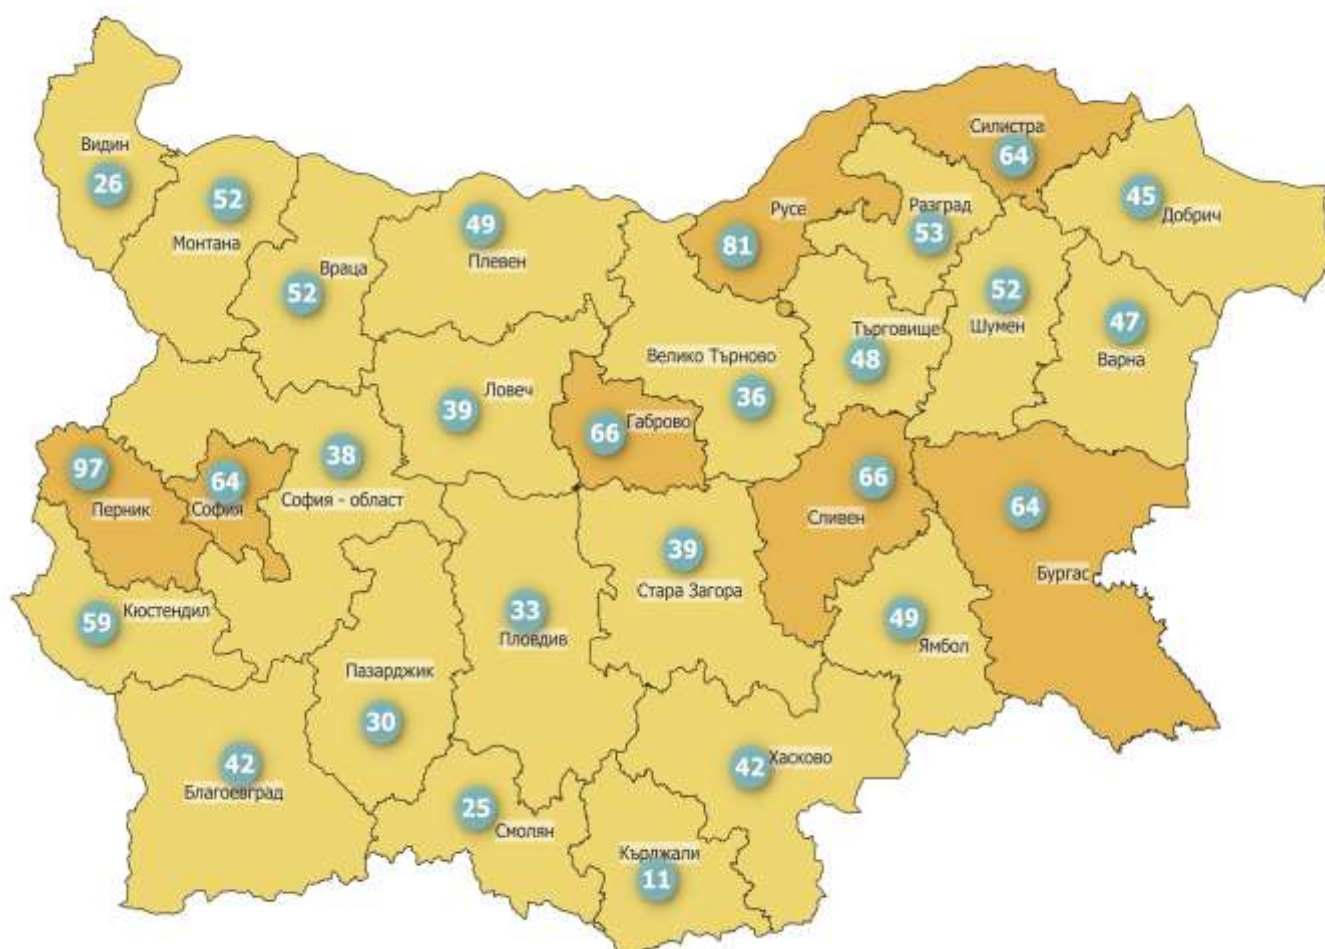 Видин
26
52
Монтана
Враца
52
49
Плевен
Силистра
64
Русе
81
Разград
53
45
Добрич
52
Шумен
47
Варна
Търговище
48
Велико Търново
36
Ловеч
39
66
Габрово
97
Перник
64
София
38
София - област
66
Сливен
64
Бургас
39
Стара Загора
33
Пловдив
Кюстендил
59
49
Ямбол
Пазарджик
30
42
Благоевград
42
Хасково
25
Смолян
Кърджали
11